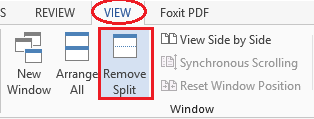 S REVIEW VIEW Foxit PDF
New Window
Arrange All
Remove Split
View Side by Side
Synchronous Scrolling
Reset Window Position
Window